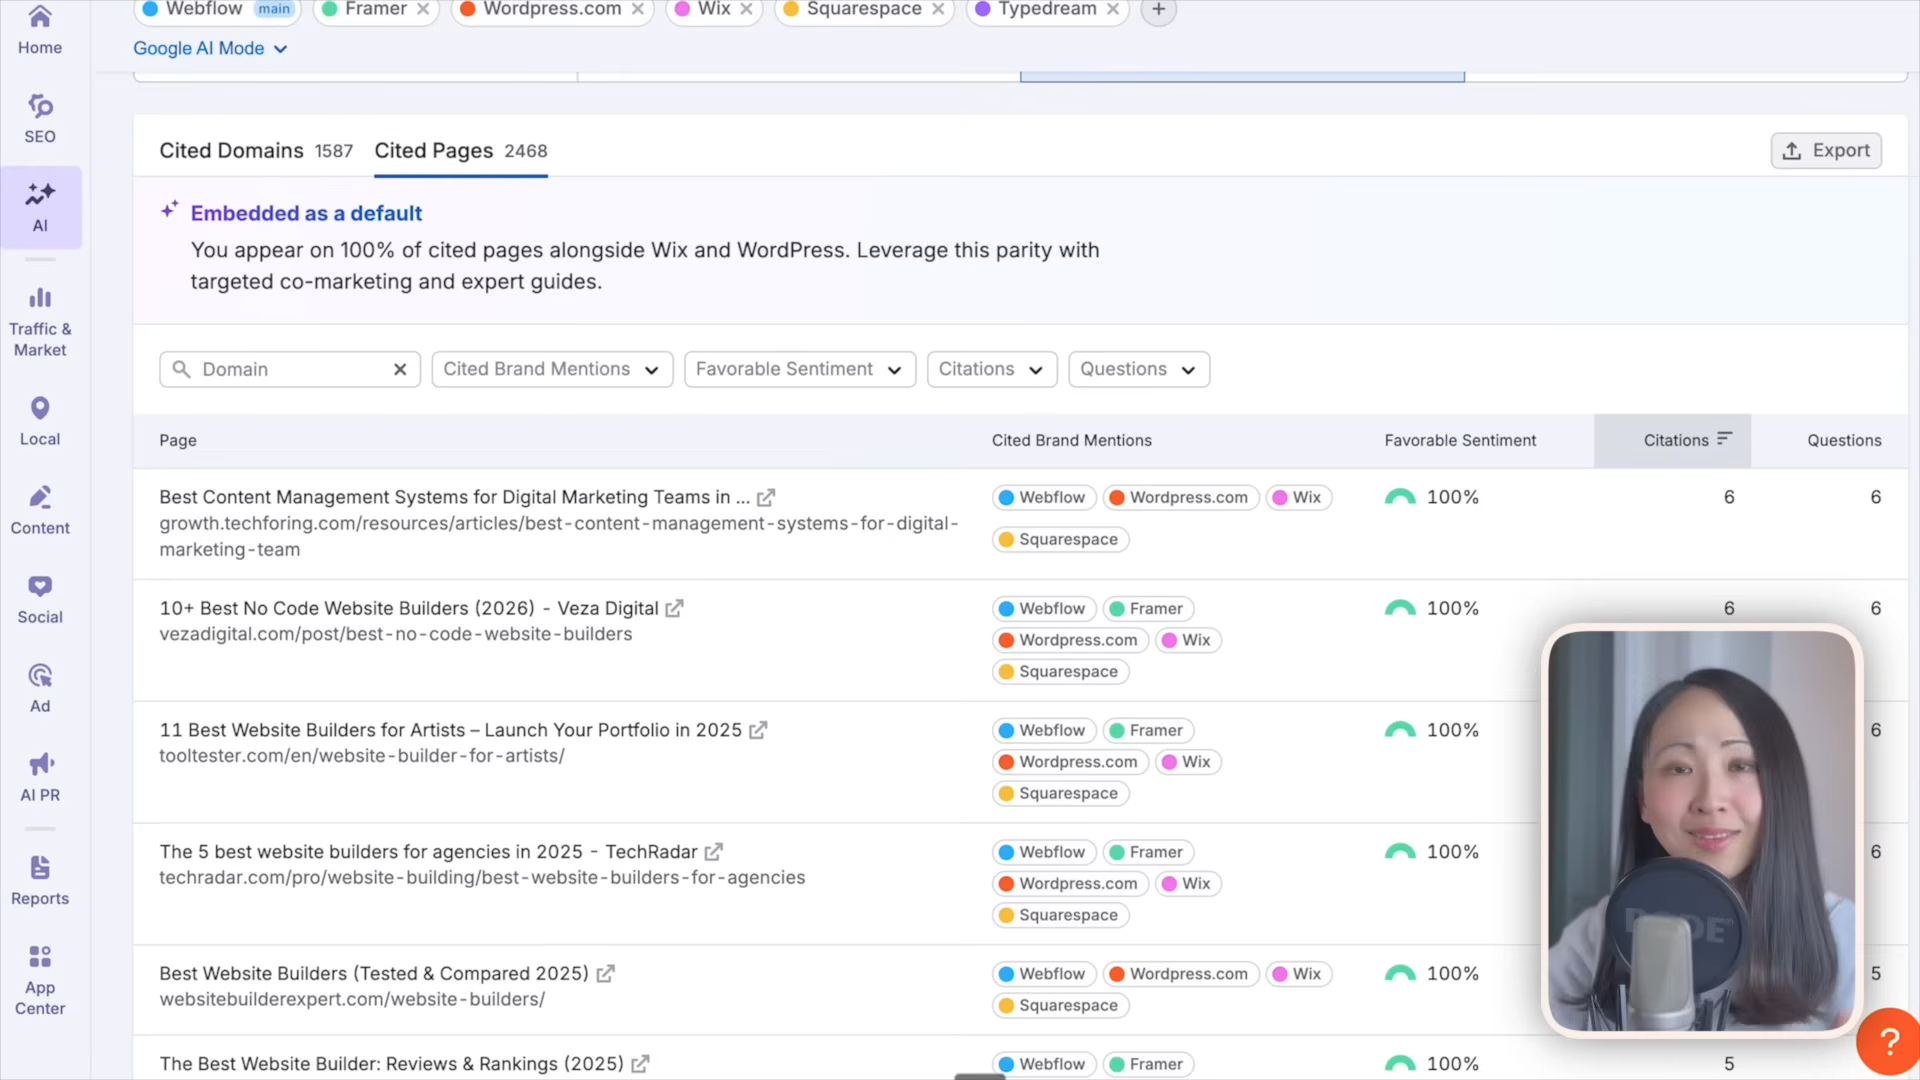 Webflow main Framer Wordpress.com Wix Squarespace Typedream
Google AI Mode
Home
SEO
AI
Traffic &
Market
Local
Content
Social
Ad
AI PR
Reports
App
Center
Cited Domains 1587 Cited Pages 2468 Export
Embedded as a default
You appear on 100% of cited pages alongside Wix and WordPress. Leverage this parity with
targeted co-marketing and expert guides.
Domain Cited Brand Mentions Favorable Sentiment Citations Questions
Page Cited Brand Mentions Favorable Sentiment Citations Questions
Best Content Management Systems for Digital Marketing Teams in ... Webflow Wordpress.com Wix 100% 6 6
growth.techforing.com/resources/articles/best-content-management-systems-for-digital-
marketing-team
Squarespace
10+ Best No Code Website Builders (2026) - Veza Digital Webflow Framer 100% 6 6
vezadigital.com/post/best-no-code-website-builders
Wordpress.com Wix
Squarespace
11 Best Website Builders for Artists – Launch Your Portfolio in 2025 Webflow Framer 100% 6
tooltester.com/en/website-builder-for-artists/
Wordpress.com Wix
Squarespace
The 5 best website builders for agencies in 2025 - TechRadar Webflow Framer 100% 6
techradar.com/pro/website-building/best-website-builders-for-agencies
Wordpress.com Wix
Squarespace
Best Website Builders (Tested & Compared 2025) Webflow Wordpress.com Wix 100% 5
websitebuilderexpert.com/website-builders/
Squarespace
The Best Website Builder: Reviews & Rankings (2025) Webflow Framer 100% 5
RODE
?